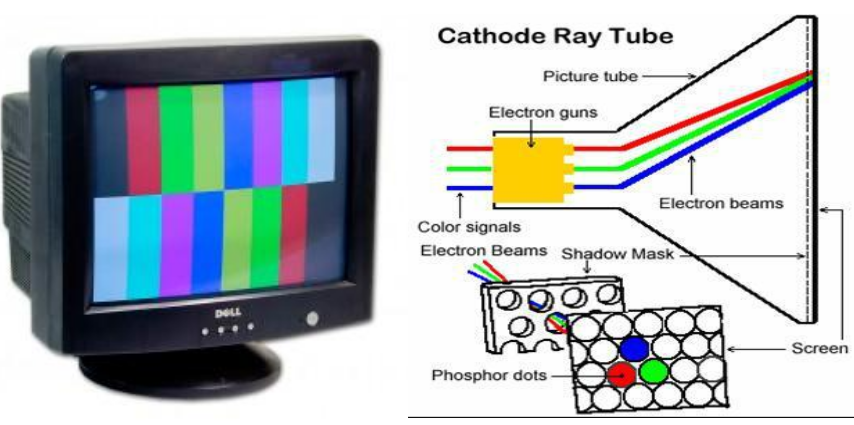 Cathode Ray Tube
Picture tube
Electron guns
Electron beams
Color signals
Electron Beams
Shadow Mask
Screen
Phosphor dots
DELL